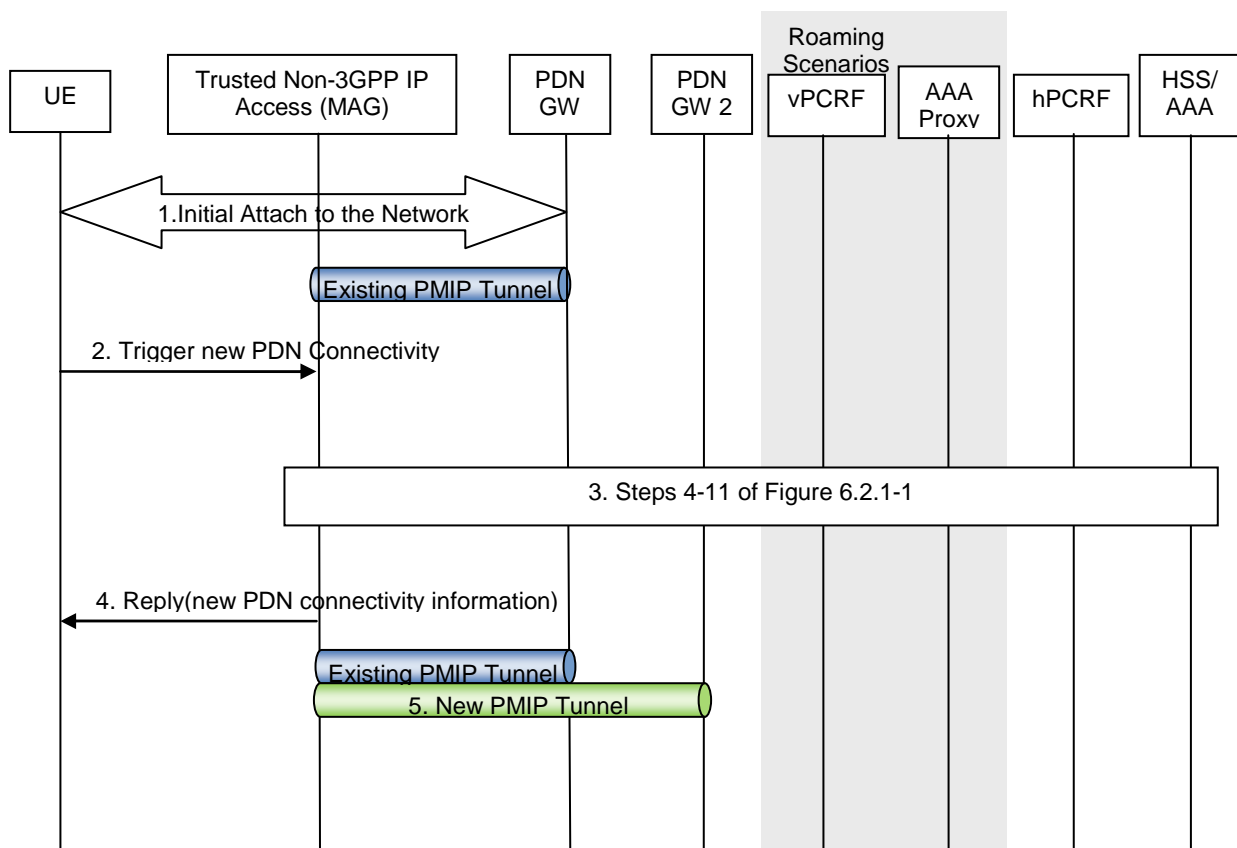 Roaming
Scenarios
UE
Trusted Non-3GPP IP
Access (MAG)
PDN
GW
PDN
GW 2
vPCRF
AAA
Proxy
hPCRF
HSS/
AAA
1.Initial Attach to the Network
Existing PMIP Tunnel
2. Trigger new PDN Connectivity
3. Steps 4-11 of Figure 6.2.1-1
4. Reply(new PDN connectivity information)
Existing PMIP Tunnel
5. New PMIP Tunnel